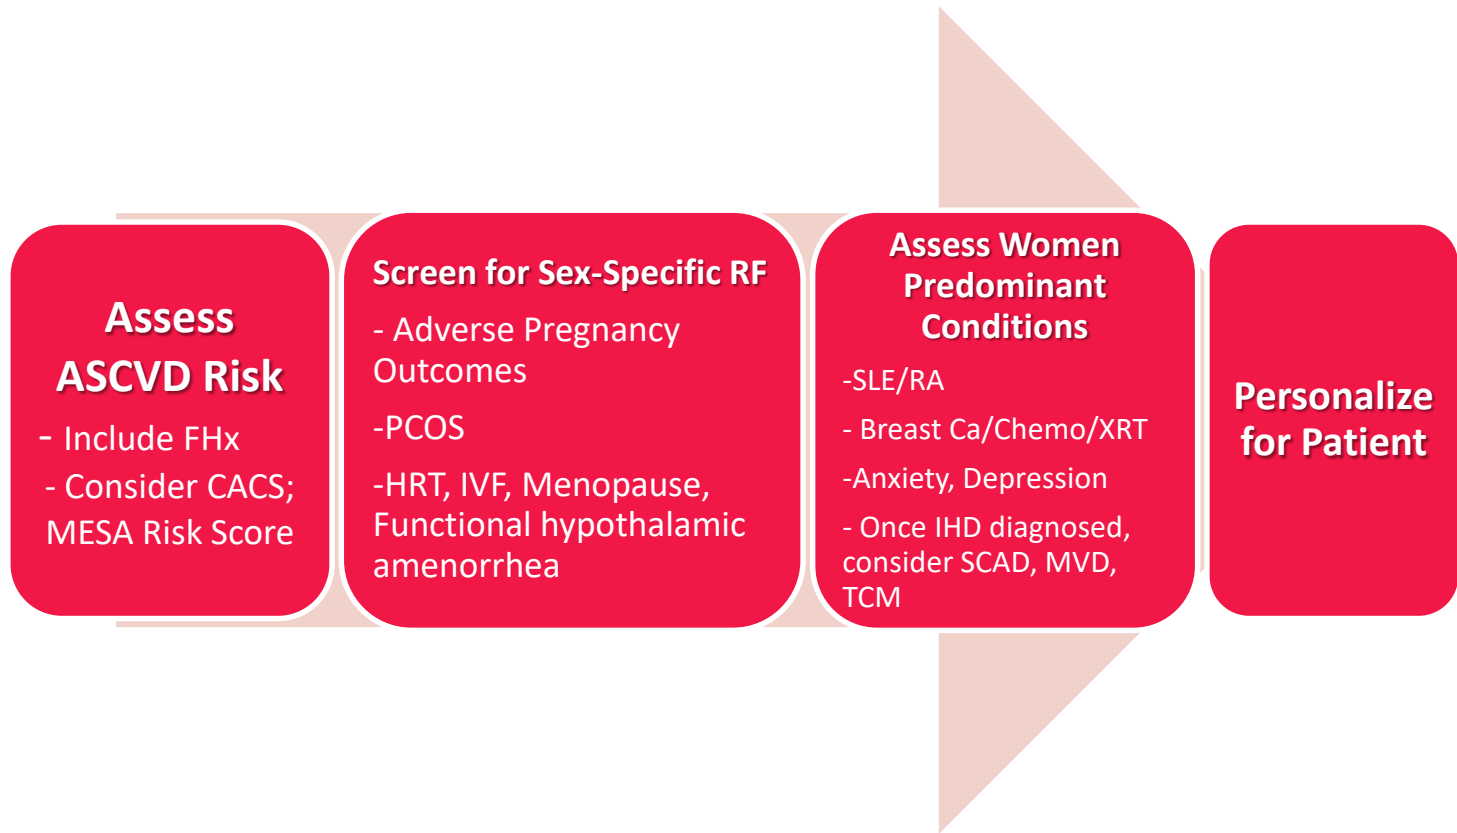 Assess
ASCVD Risk
- Include FHx
- Consider CACS;
MESA Risk Score
Screen for Sex-Specific RF
- Adverse Pregnancy
Outcomes
-PCOS
-HRT, IVF, Menopause,
Functional hypothalamic
amenorrhea
Assess Women
Predominant
Conditions
-SLE/RA
- Breast Ca/Chemo/XRT
-Anxiety, Depression
- Once IHD diagnosed,
consider SCAD, MVD,
TCM
Personalize
for Patient